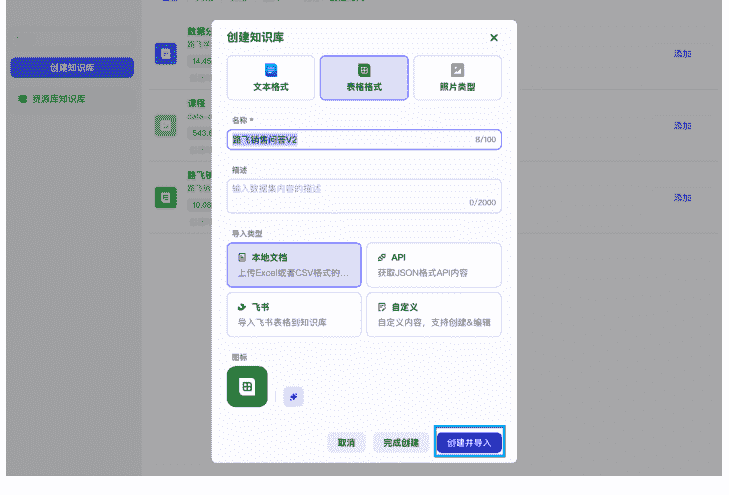 创建知识库
文本格式
表格格式
照片类型
名称 *
路飞销售问答V2
8/100
描述
输入数据集内容的描述
0/2000
导入类型
本地文档
上传Excel或者CSV格式的...
API
获取JSON格式API内容
飞书
导入飞书表格到知识库
自定义
自定义内容，支持创建&编辑
图标
取消
完成创建
创建并导入
创建知识库
资源库知识库
数据分
添加
课程
添加
路飞销
添加